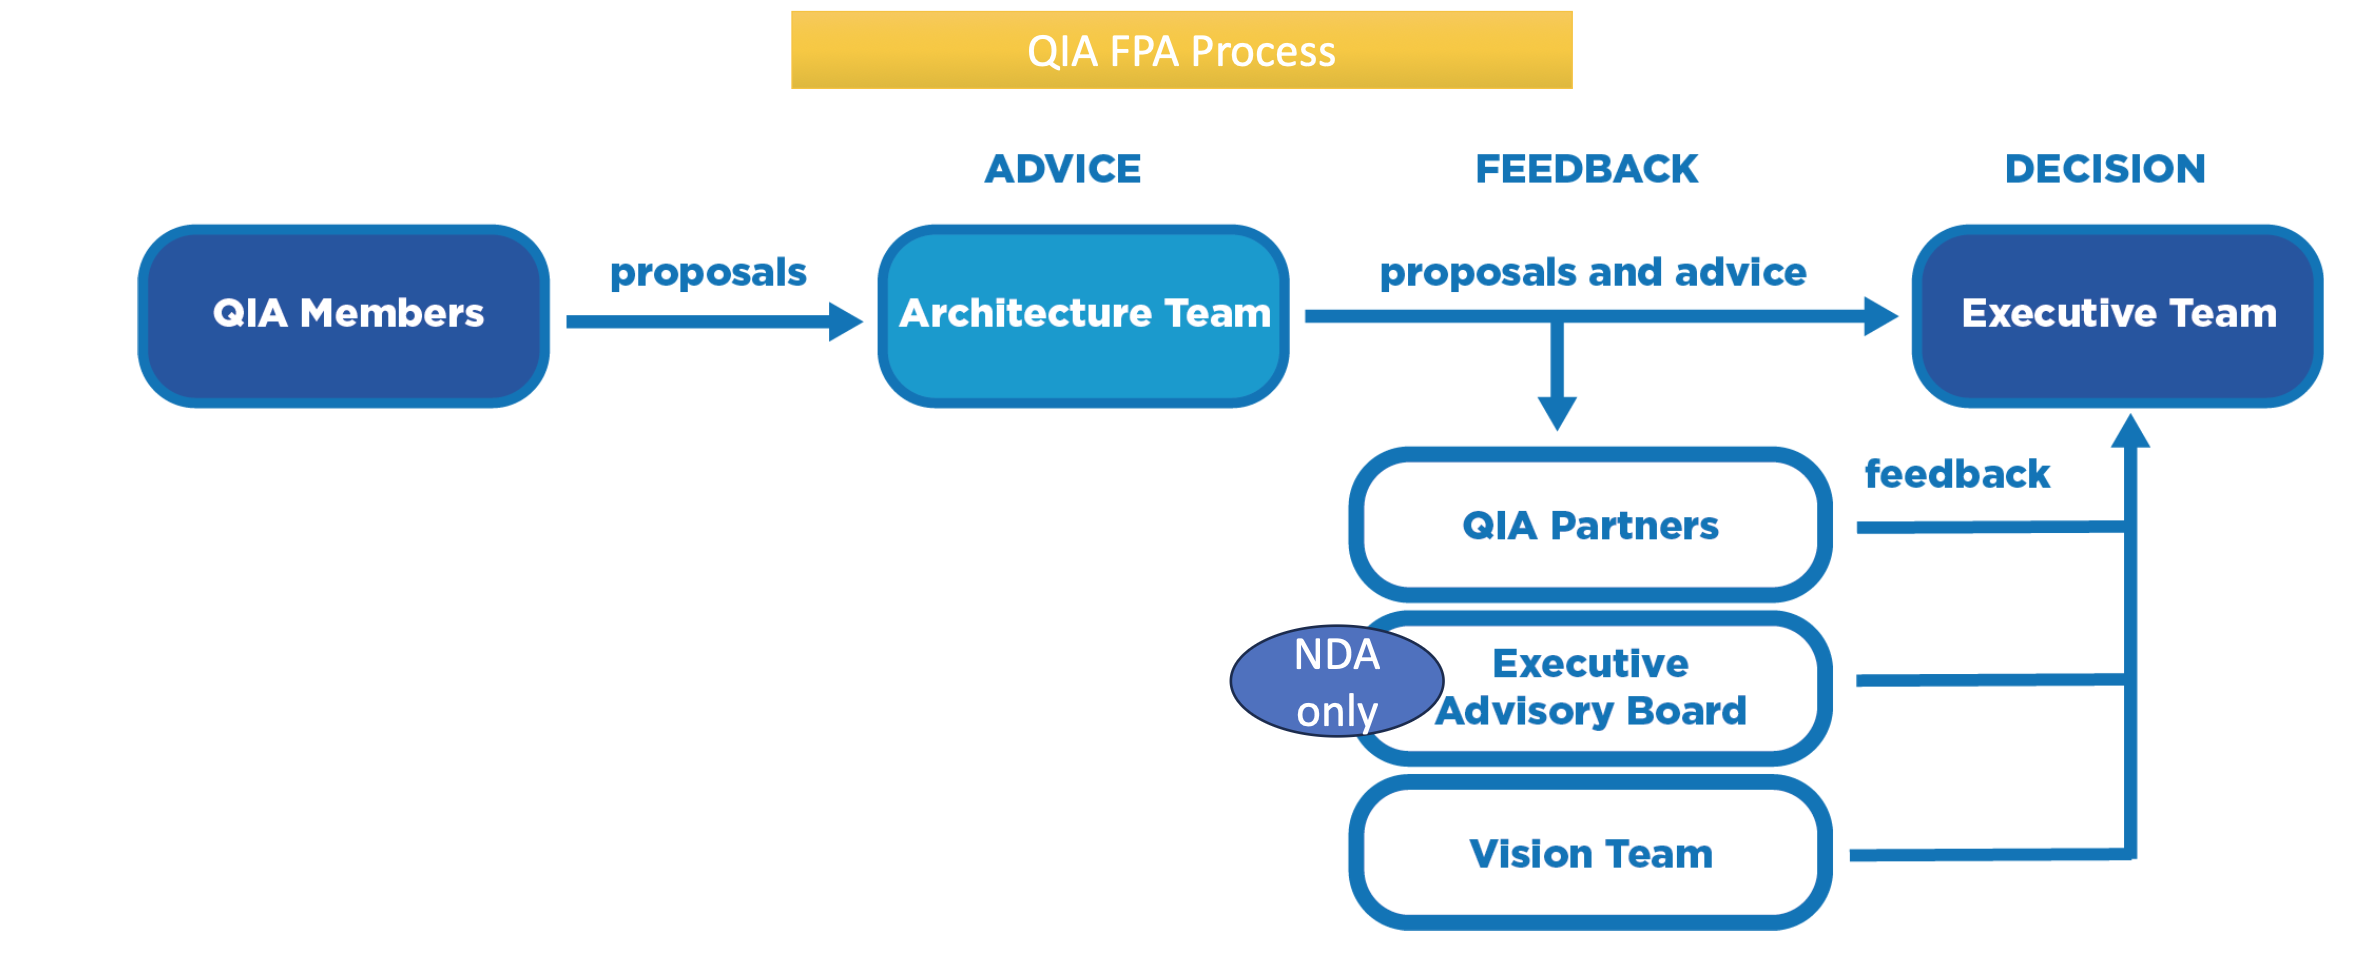 QIA FPA Process
ADVICE
FEEDBACK
DECISION
QIA Members
proposals
Architecture Team
proposals and advice
Executive Team
QIA Partners
feedback
NDA
only
Executive
Advisory Board
Vision Team